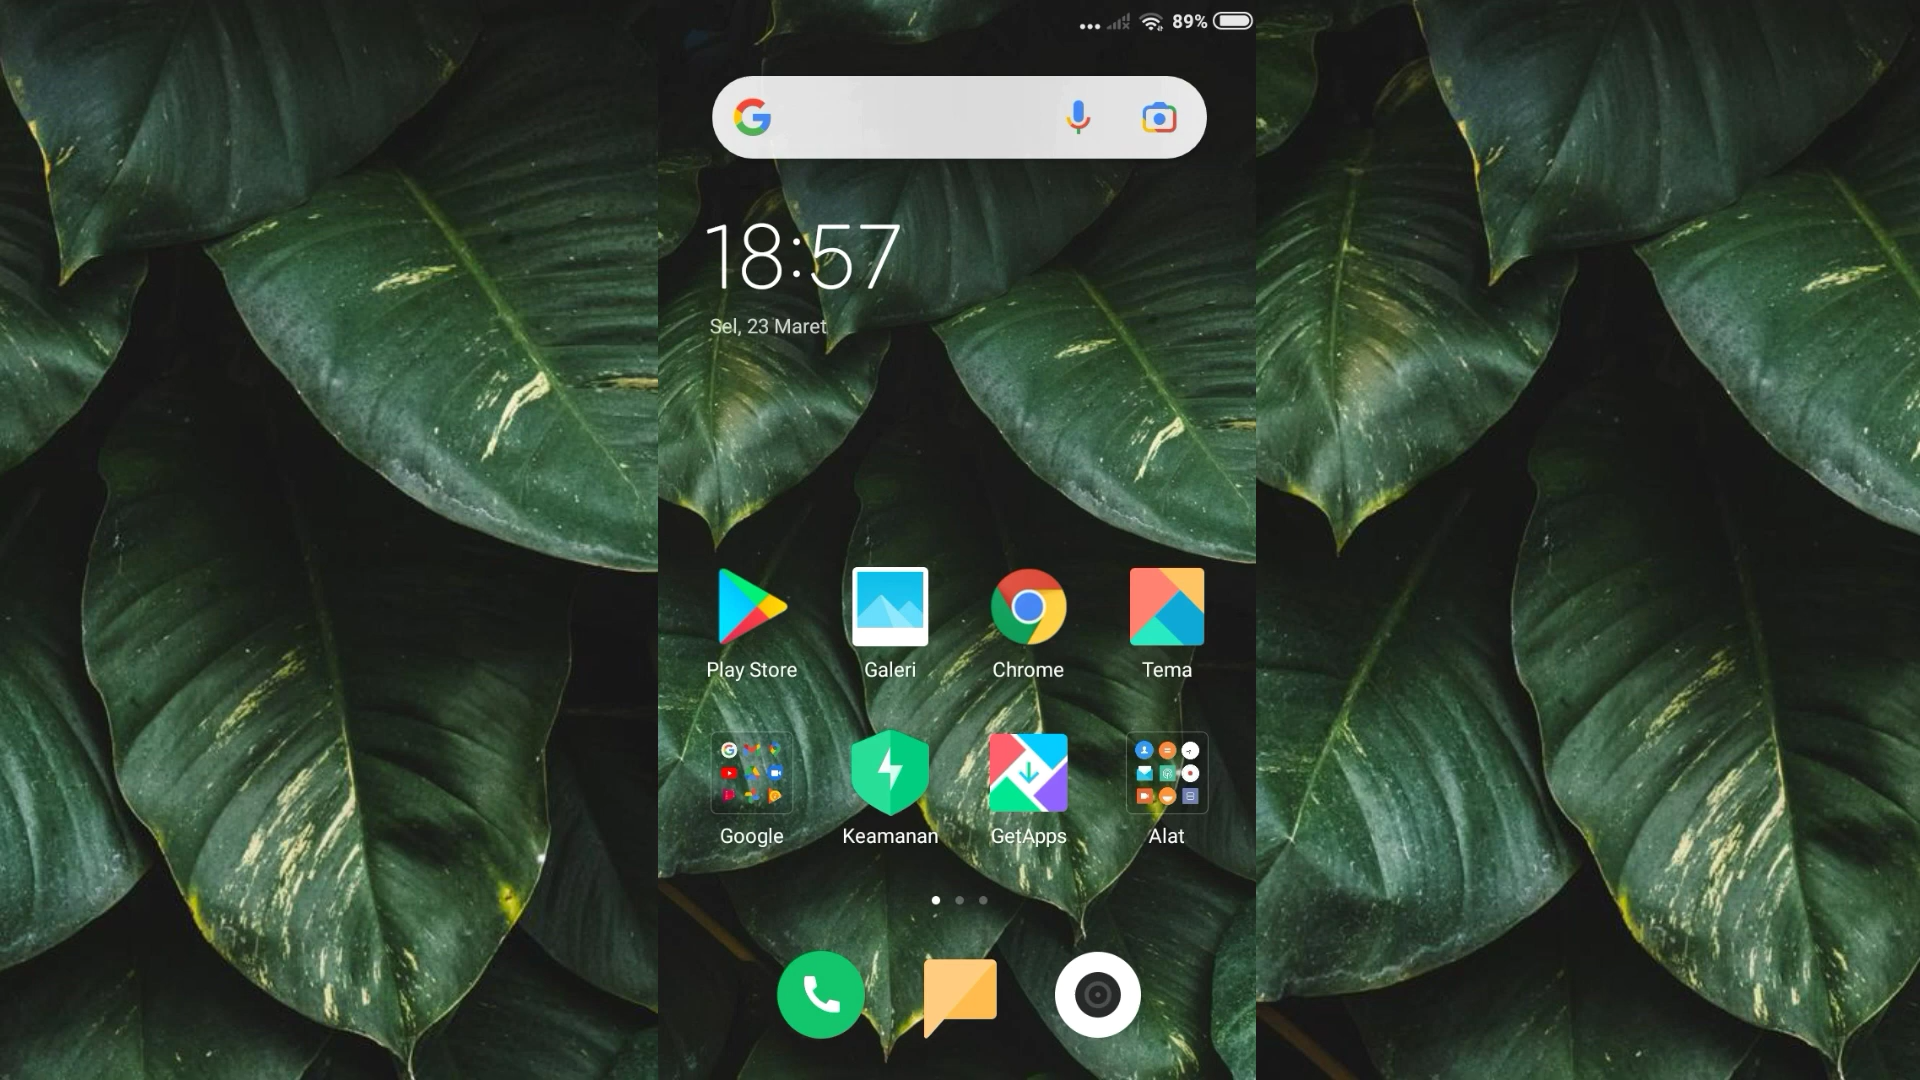 89%
18:57
Sel, 23 Maret
Play Store
Galeri
Chrome
Tema
Google
Keamanan
GetApps
Alat